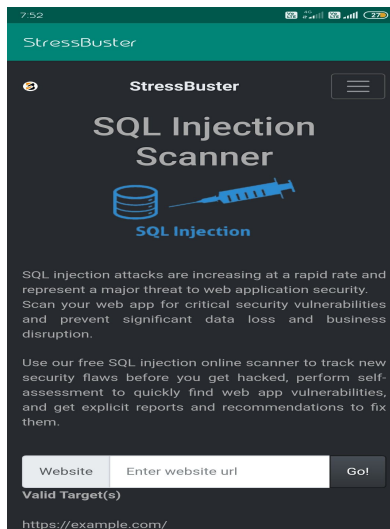 7:52
4G
27
StressBuster
StressBuster
SQL Injection
Scanner
SQL Injection
SQL injection attacks are increasing at a rapid rate and
represent a major threat to web application security.
Scan your web app for critical security vulnerabilities
and prevent significant data loss and business
disruption.
Use our free SQL injection online scanner to track new
security flaws before you get hacked, perform self-
assessment to quickly find web app vulnerabilities,
and get explicit reports and recommendations to fix
them.
Website Enter website url Go!
Valid Target(s)
https://example.com/